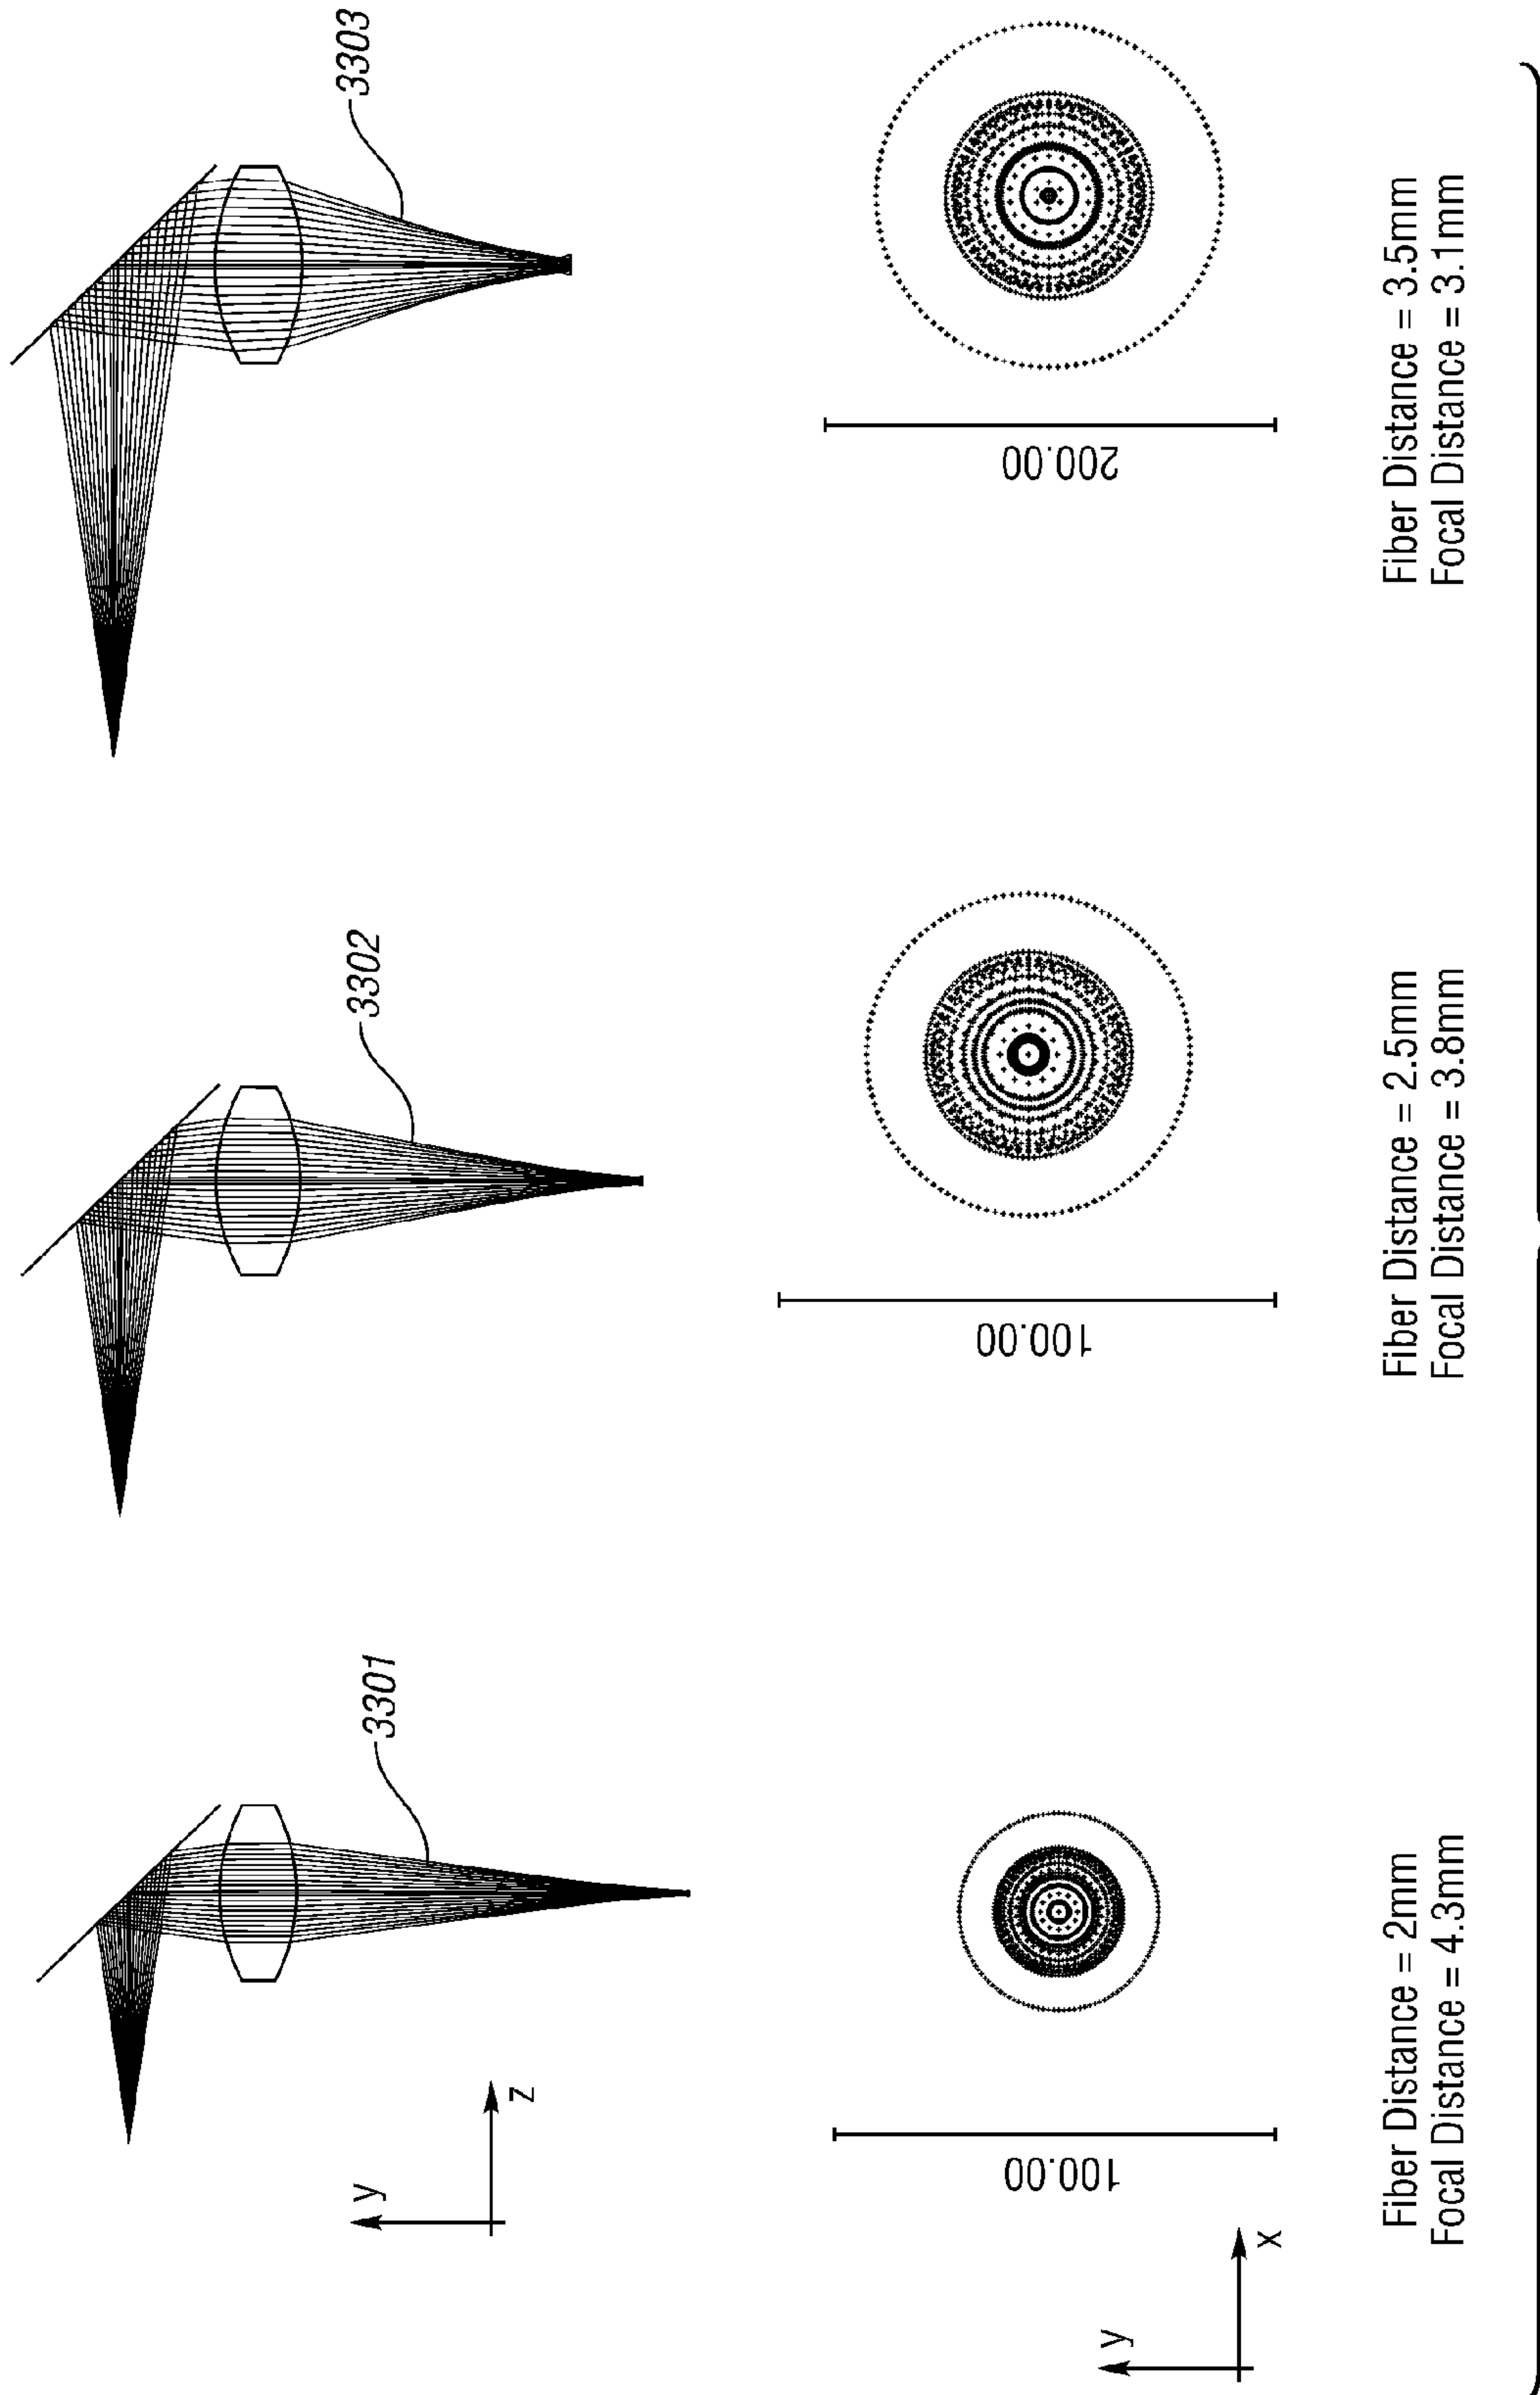 3303
200.00
Fiber Distance = 3.5mm
Focal Distance = 3.1mm
3302
100.00
Fiber Distance = 2.5mm
Focal Distance = 3.8mm
3301
y
z
100.00
y
x
Fiber Distance = 2mm
Focal Distance = 4.3mm